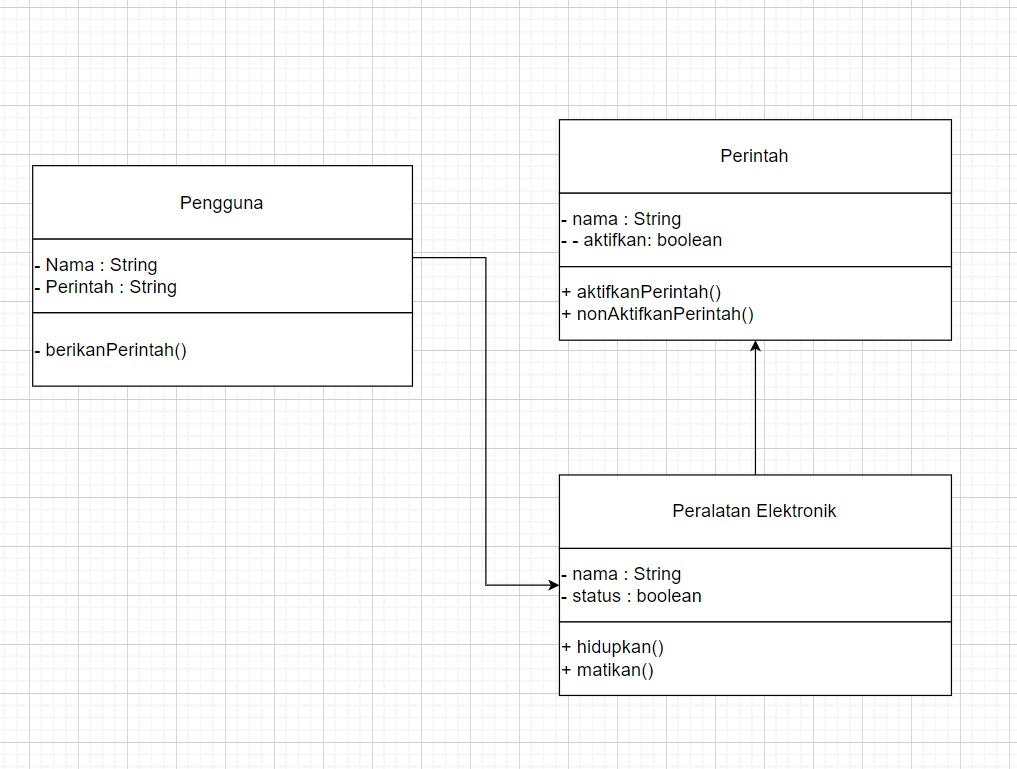 Pengguna
- Nama : String
- Perintah : String
- berikanPerintah()
Perintah
- nama : String
- - aktifkan: boolean
+ aktifkanPerintah()
+ nonAktifkanPerintah()
Peralatan Elektronik
- nama : String
- status : boolean
+ hidupkan()
+ matikan()